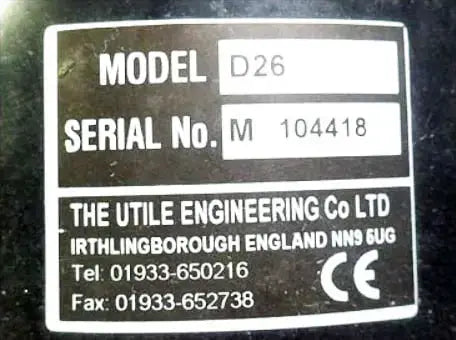 MODEL D26
SERIAL No. M 104418
THE UTILE ENGINEERING Co LTD
IRTHLINGBOROUGH ENGLAND NN9 5UG
Tel: 01933-650216
Fax: 01933-652738
CE